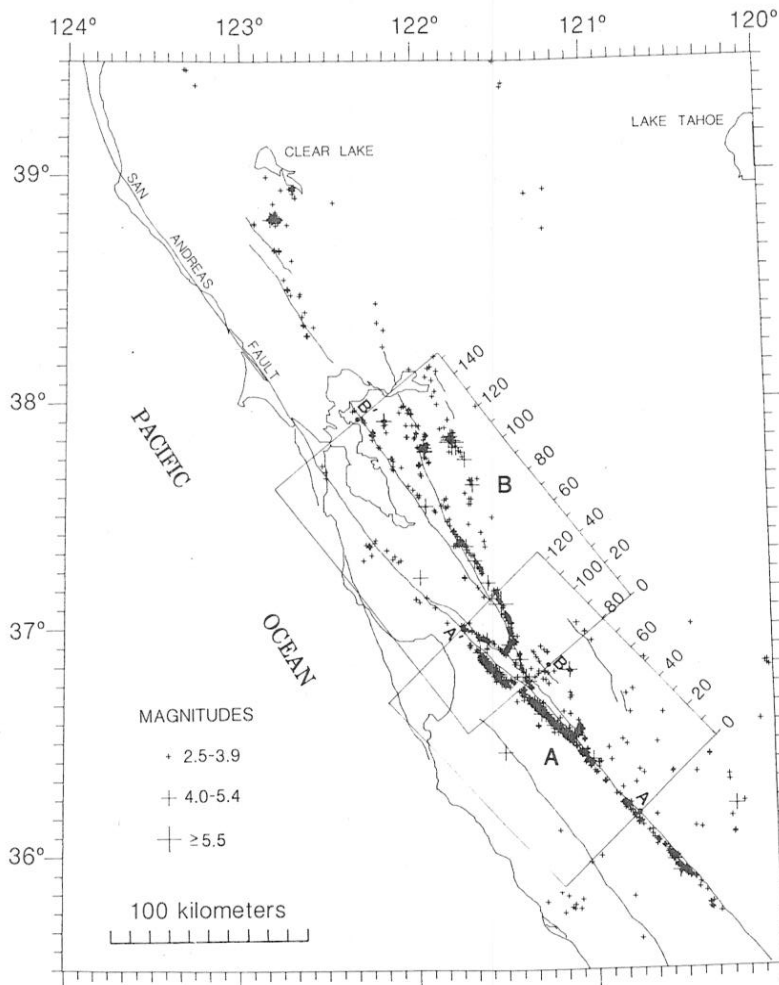 124° 123° 122° 121° 120°
LAKE TAHOE
CLEAR LAKE
39°
SAN
ANDREAS
FAULT
38°
B'
140
120
100
80
60
40
20
0
B
PACIFIC
OCEAN
120
100
80
60
40
20
0
37°
A'
B
A
A
MAGNITUDES
2.5-3.9
4.0-5.4
≥5.5
36°
100 kilometers